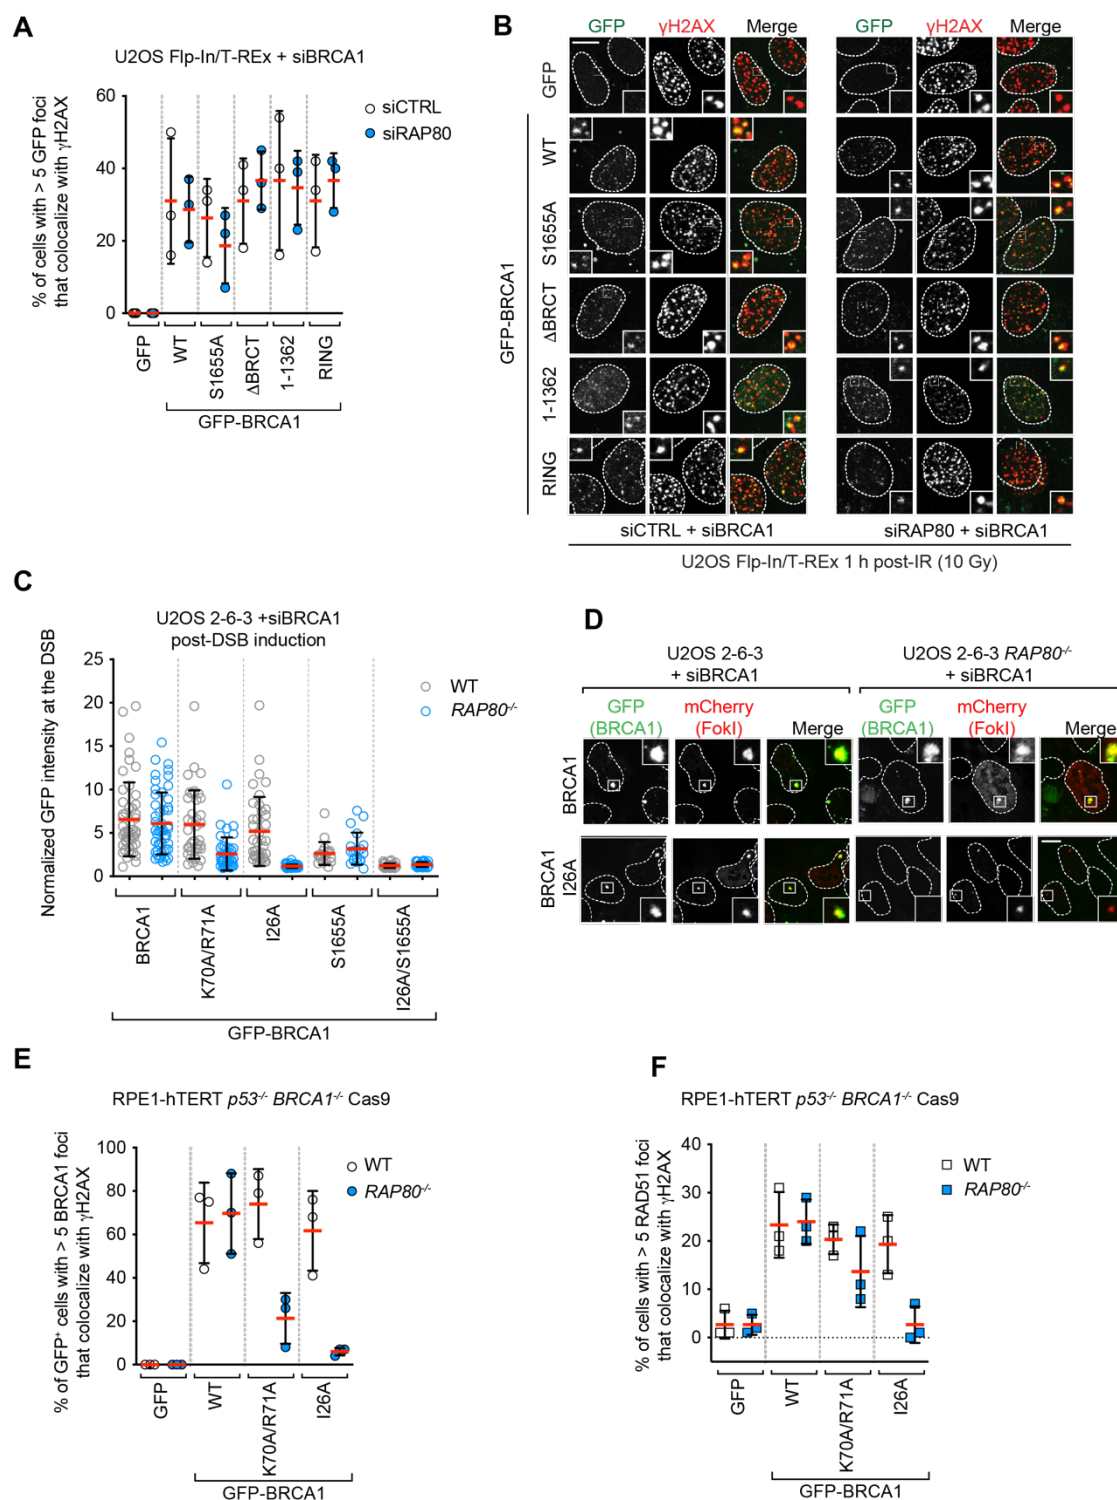 A
U2OS Flp-In/T-REx + siBRCA1
% of cells with > 5 GFP foci
that colocalize with γH2AX
60
40
20
0
siCTRL
siRAP80
GFP
WT
S1655A
ΔBRCT
1-1362
RING
GFP-BRCA1
B
GFP γH2AX Merge GFP γH2AX Merge
GFP
WT
S1655A
ΔBRCT
1-1362
RING
GFP-BRCA1
siCTRL + siBRCA1 siRAP80 + siBRCA1
U2OS Flp-In/T-REx 1 h post-IR (10 Gy)
C
U2OS 2-6-3 +siBRCA1
post-DSB induction
Normalized GFP intensity at the DSB
25
20
15
10
5
0
WT
RAP80-/-
BRCA1
K70A/R71A
I26A
S1655A
I26A/S1655A
GFP-BRCA1
D
U2OS 2-6-3
+ siBRCA1
U2OS 2-6-3 RAP80-/-
+ siBRCA1
GFP
(BRCA1)
mCherry
(FokI)
Merge
GFP
(BRCA1)
mCherry
(FokI)
Merge
BRCA1
BRCA1
I26A
E
RPE1-hTERT p53-/- BRCA1-/- Cas9
% of GFP+ cells with > 5 BRCA1 foci
that colocalize with γH2AX
100
80
60
40
20
0
WT
RAP80-/-
GFP
WT
K70A/R71A
I26A
GFP-BRCA1
F
RPE1-hTERT p53-/- BRCA1-/- Cas9
% of cells with > 5 RAD51 foci
that colocalize with γH2AX
40
30
20
10
0
WT
RAP80-/-
GFP
WT
K70A/R71A
I26A
GFP-BRCA1